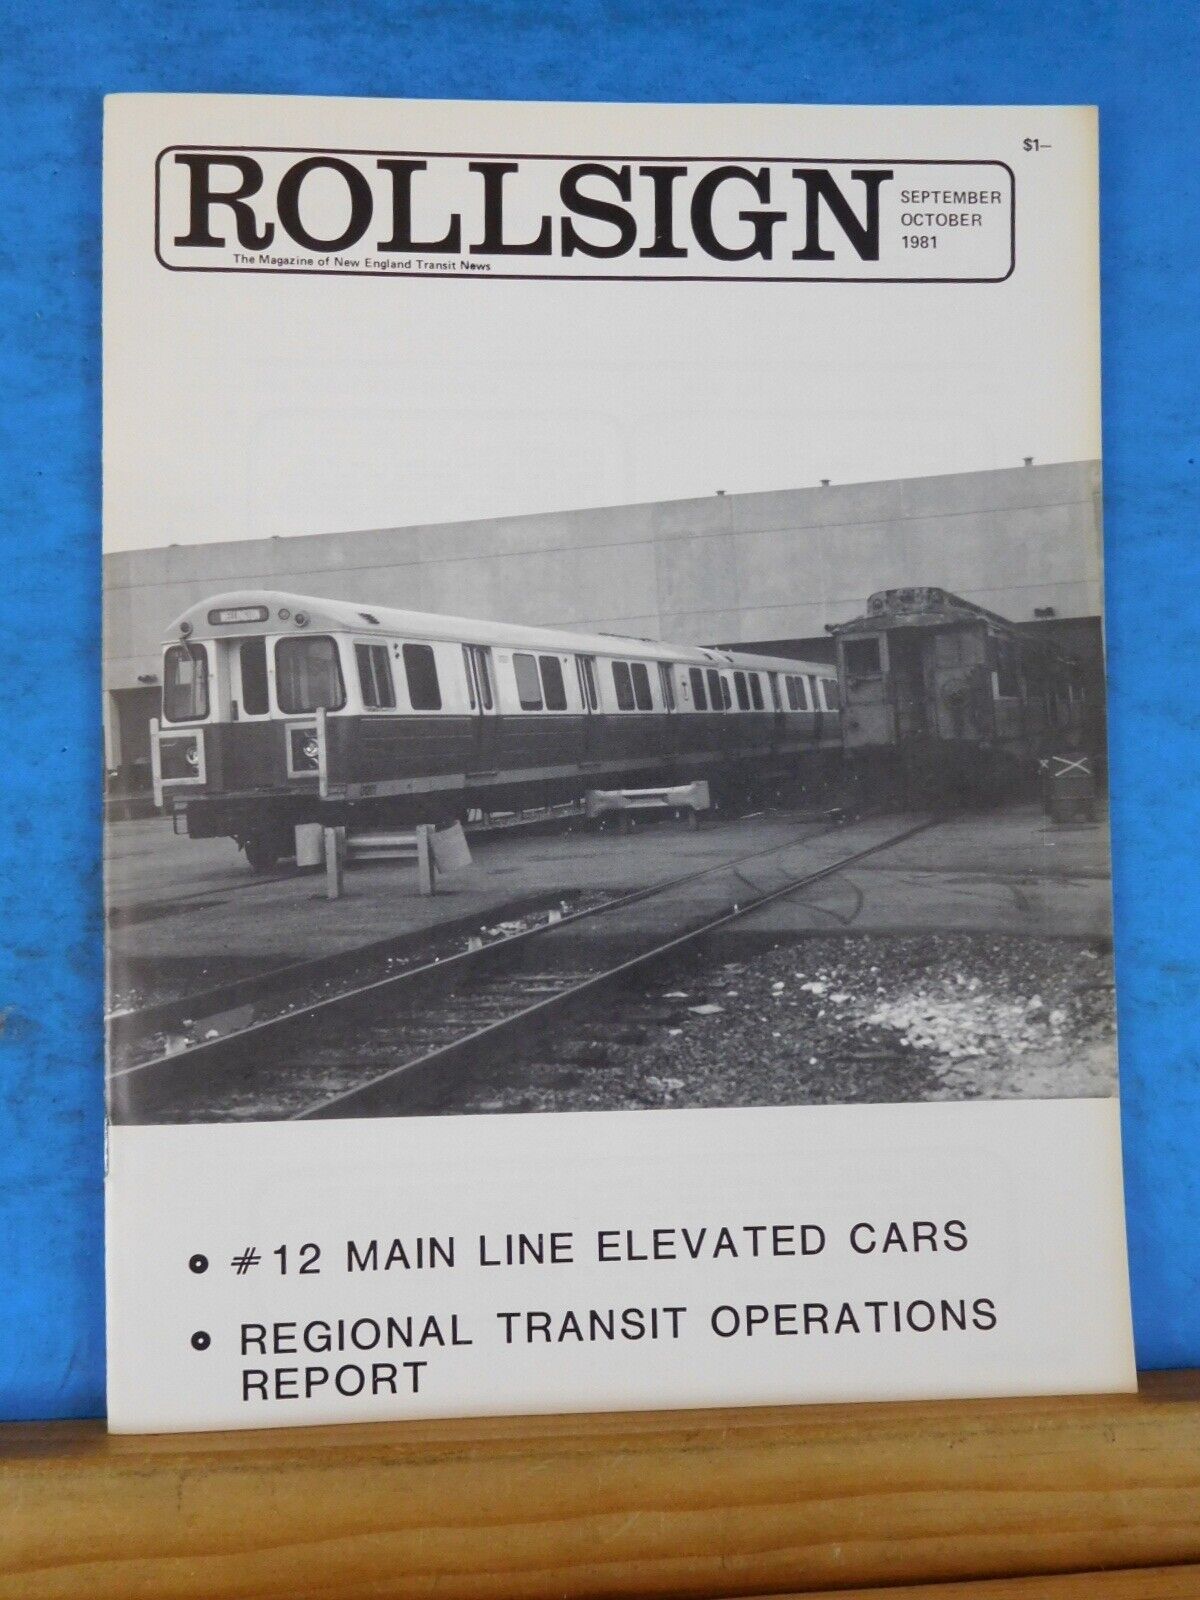 $1—
ROLLSIGN
SEPTEMBER
OCTOBER
1981
The Magazine of New England Transit News
• #12 MAIN LINE ELEVATED CARS
• REGIONAL TRANSIT OPERATIONS
REPORT